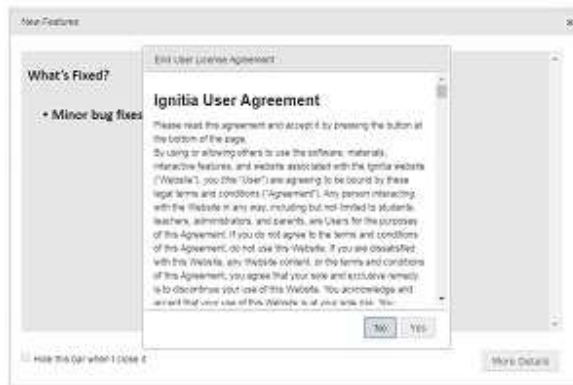 New Features
x
End User License Agreement
What's Fixed?
• Minor bug fixes
Ignitia User Agreement
Please read this agreement and accept it by pressing the button at
the bottom of the page.
By using or allowing others to use the software, materials,
interactive features, and website associated with the Ignitia website
("Website"), you (the "User") are agreeing to be bound by these
legal terms and conditions ("Agreement"). Any person interacting
with the Website in any way, including but not limited to students,
teachers, administrators, and parents, are Users for the purposes
of this Agreement. If you do not agree to the terms and conditions
of this Agreement, do not use this Website. If you are dissatisfied
with this Website, any Website content, or the terms and conditions
of this Agreement, you agree that your sole and exclusive remedy
is to discontinue your use of this Website. You acknowledge and
accept that your use of this Website is at your sole risk. You
No
Yes
Hide this bar when I close it
More Details